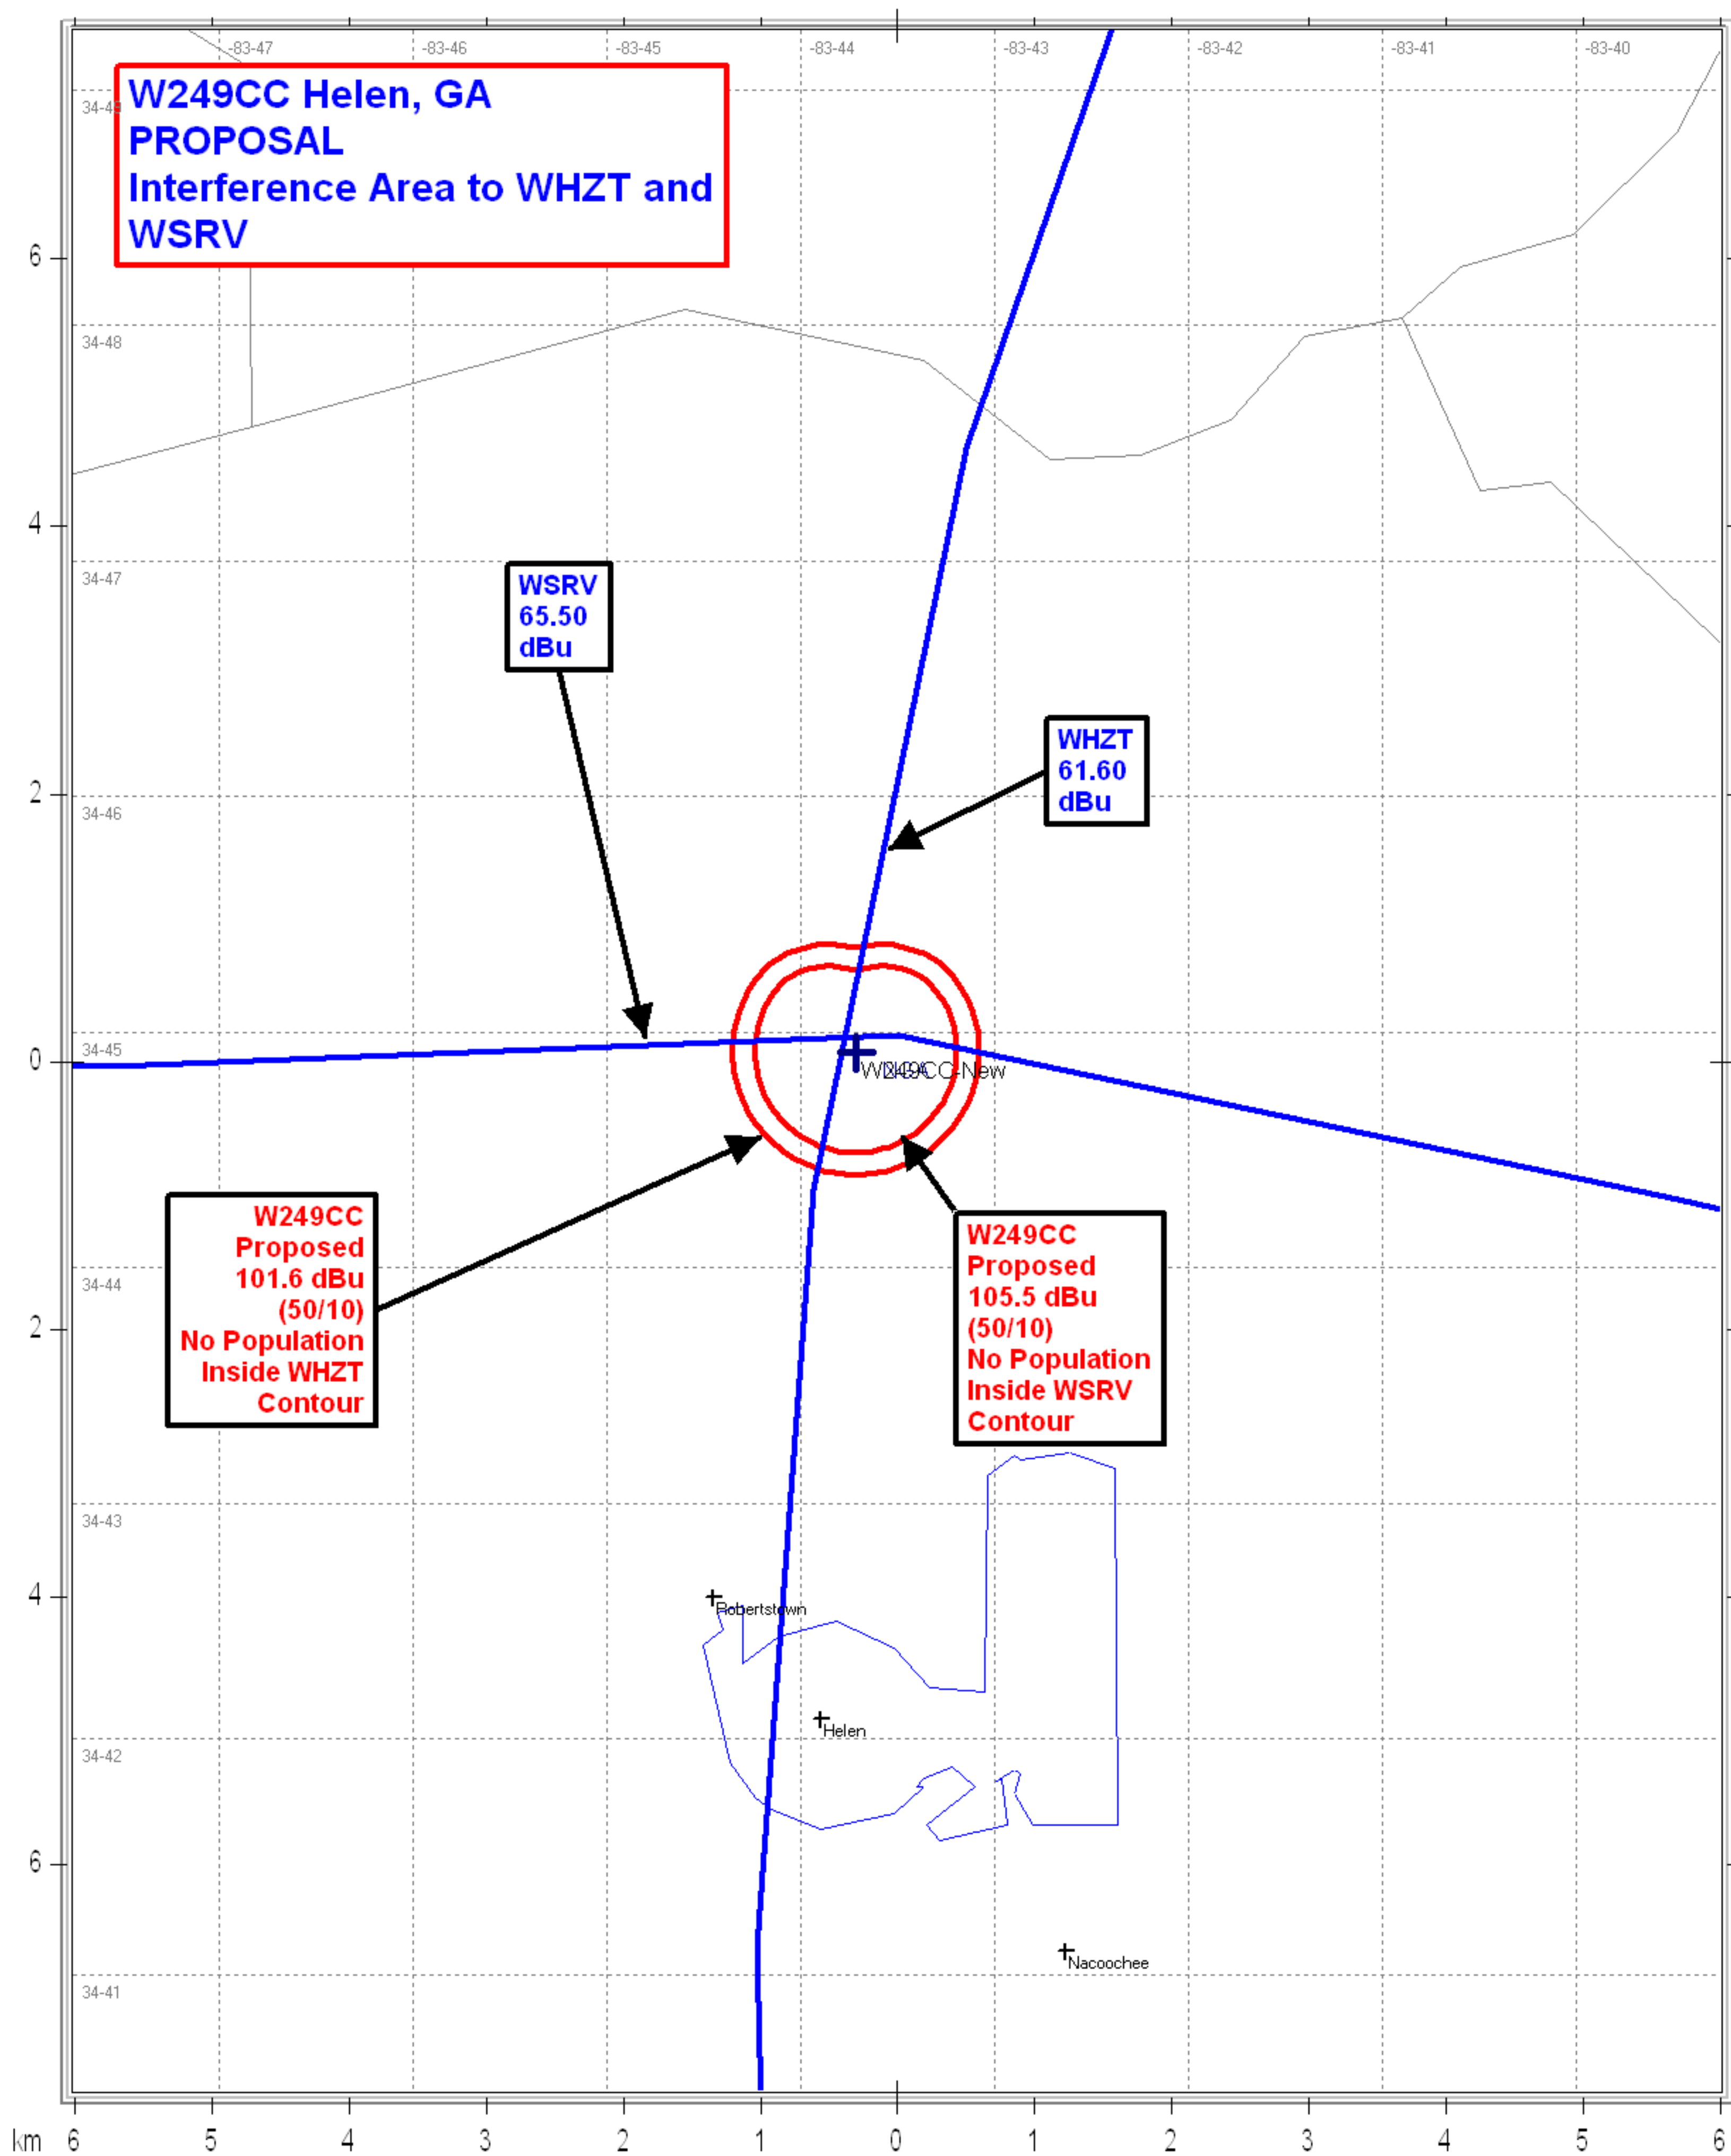 -83-47
-83-46
-83-45
-83-44
-83-43
-83-42
-83-41
-83-40
W249CC Helen, GA
PROPOSAL
Interference Area to WHZT and
WSRV
6
34-48
4
34-47
WSRV
65.50
dBu
WHZT
61.60
dBu
2
34-46
34-45
0
W249CC-New
W249CC
Proposed
101.6 dBu
(50/10)
No Population
Inside WHZT
Contour
W249CC
Proposed
105.5 dBu
(50/10)
No Population
Inside WSRV
Contour
34-44
2
34-43
4
Robertstown
Helen
34-42
6
Nacoochee
34-41
km 6 5 4 3 2 1 0 1 2 3 4 5 6